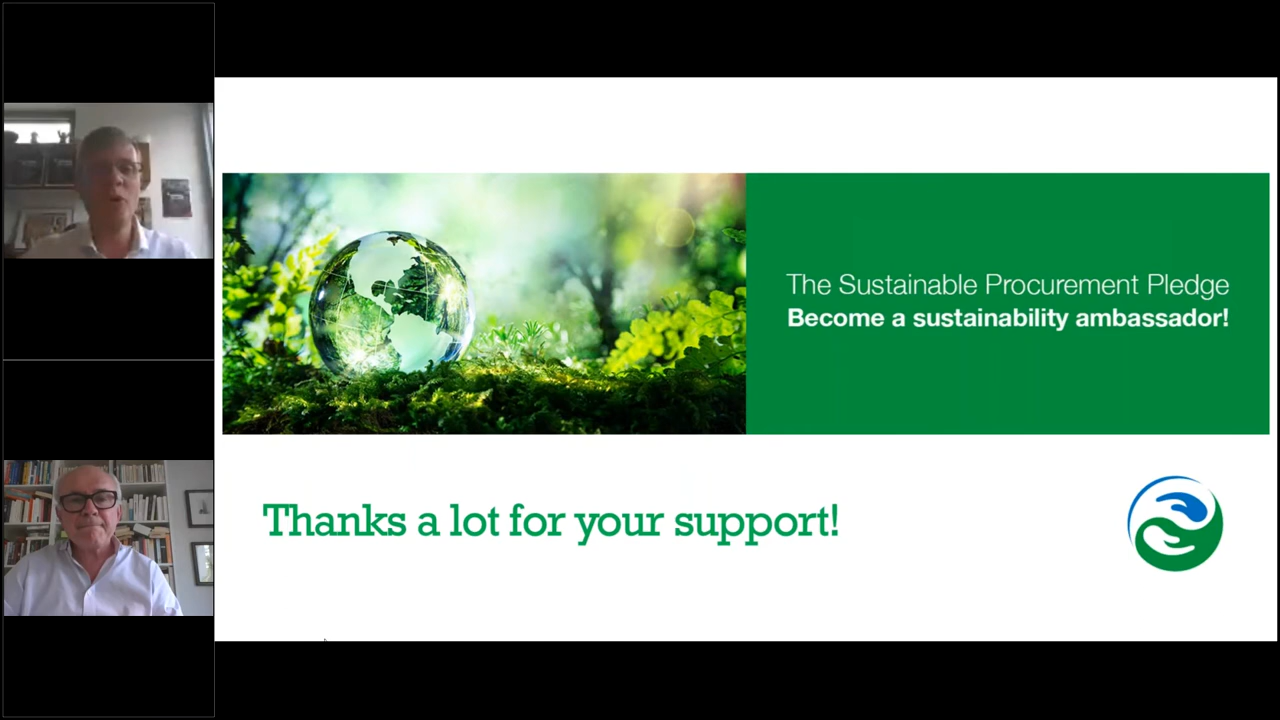 The Sustainable Procurement Pledge
Become a sustainability ambassador!
Thanks a lot for your support!